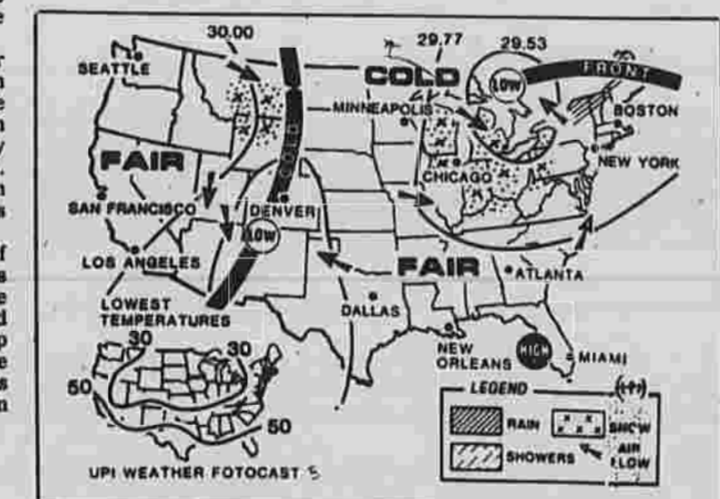 30.00
29.77
29.53
SEATTLE
COLD
LOW
FRONT
MINNEAPOLIS
BOSTON
FAIR
CHICAGO
NEW YORK
SAN FRANCISCO
DENVER
LOW
LOS ANGELES
FAIR
ATLANTA
LOWEST
TEMPERATURES
DALLAS
30
30
NEW
ORLEANS
HIGH
MIAMI
50
50
LEGEND
RAIN
SNOW
SHOWERS
AIR
FLOW
UPI WEATHER FOTOCAST